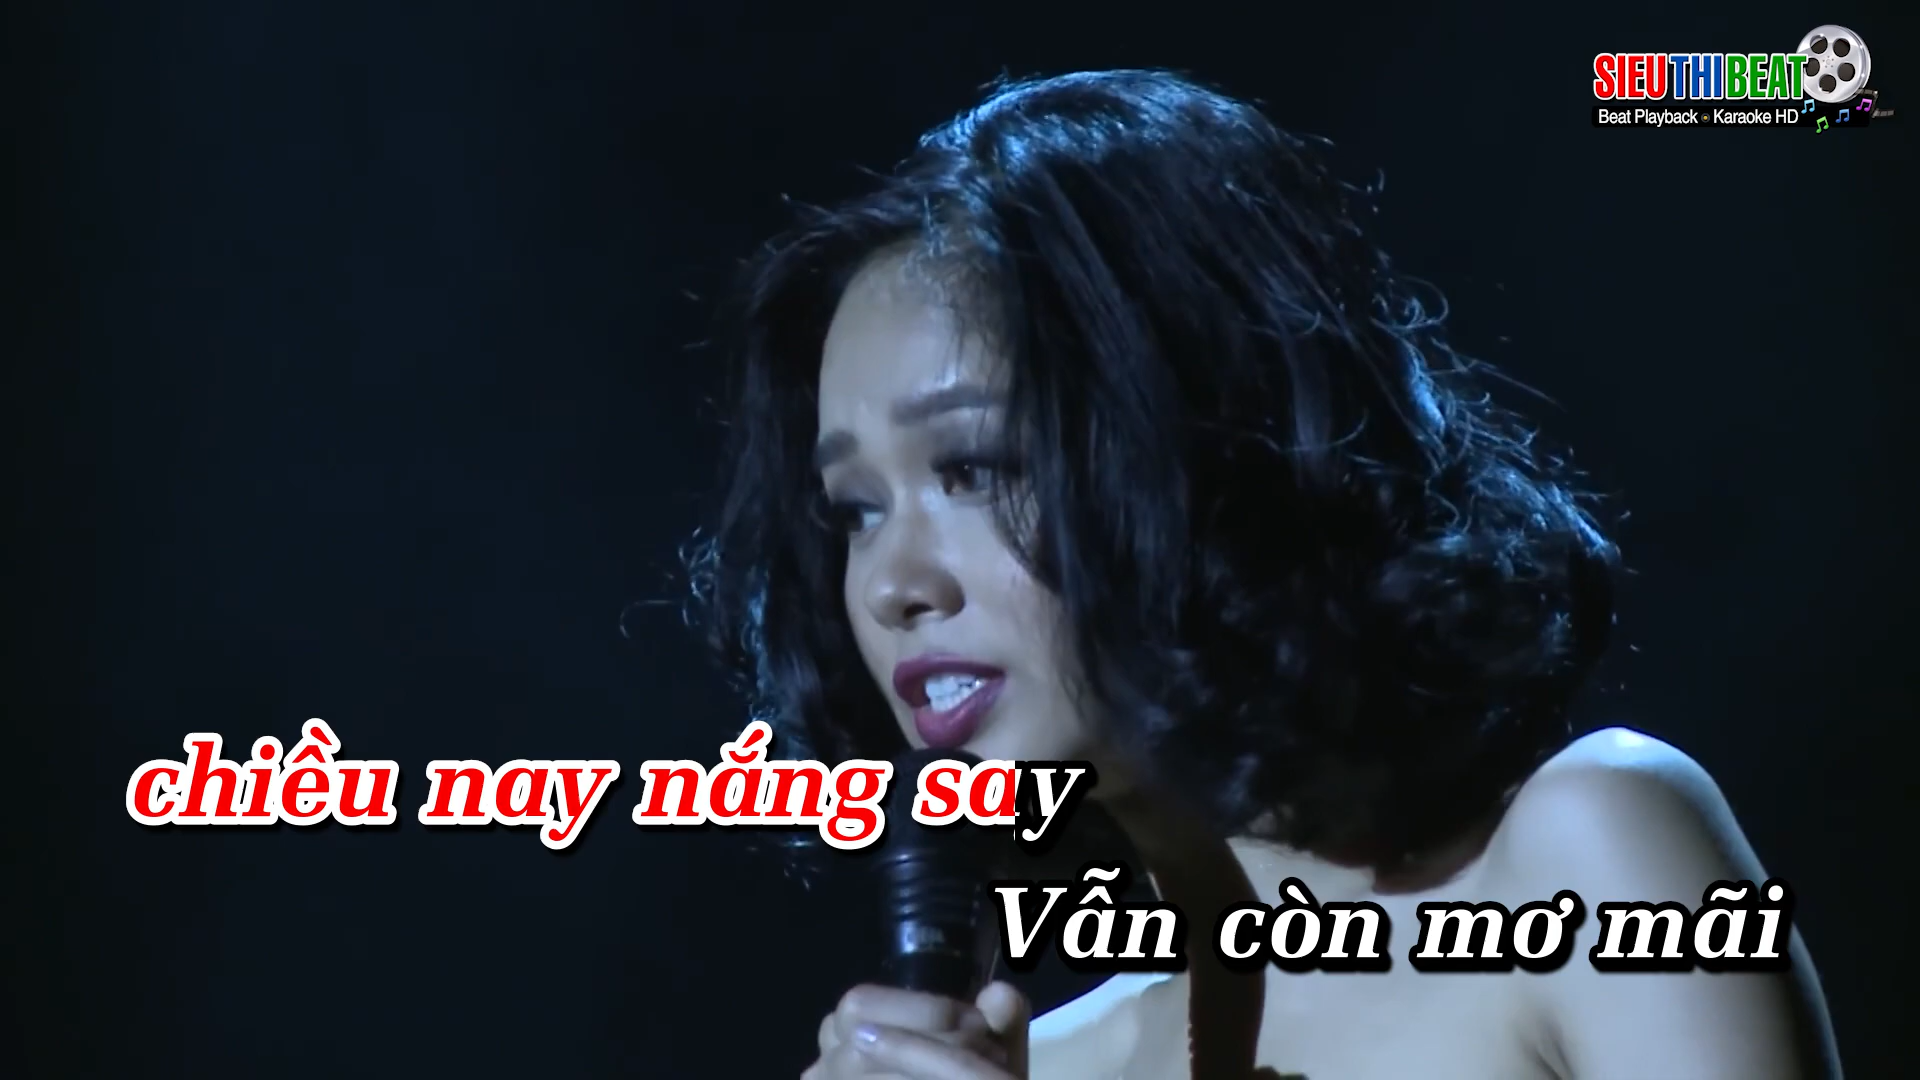 SIEUTHIBEAT
Beat Playback • Karaoke HD
chiều nay nắng say
Vẫn còn mơ mãi